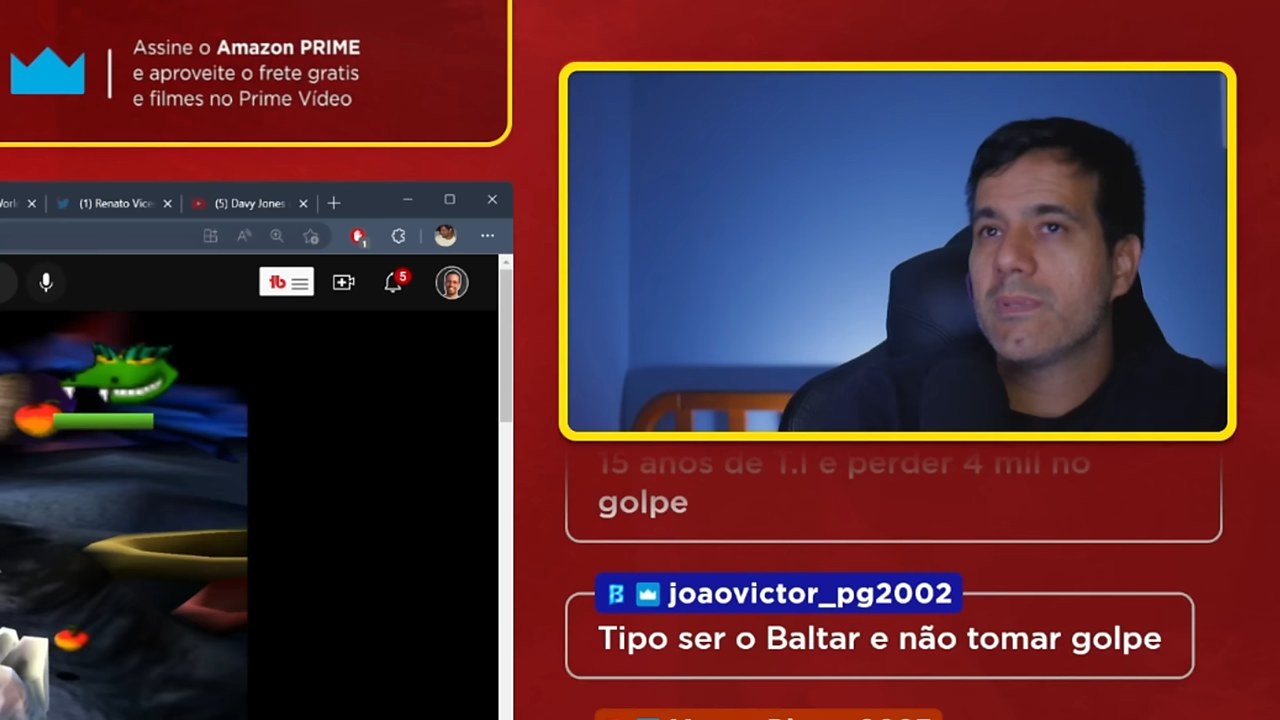 Assine o Amazon PRIME
e aproveite o frete gratis
e filmes no Prime Vídeo
(1) Renato Vice
(5) Davy Jones
5
1
15 anos de T.I e perder 4 mil no
golpe
joaovictor_pg2002
Tipo ser o Baltar e não tomar golpe